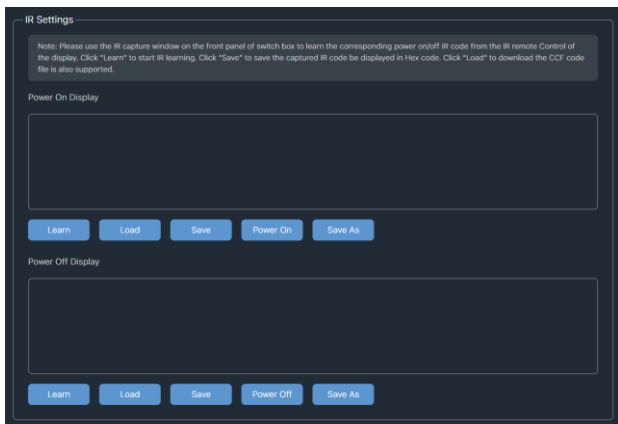 IR Settings
Note: Please use the IR capture window on the front panel of switch box to learn the corresponding power on/off IR code from the IR remote Control of
the display. Click "Learn" to start IR learning. Click "Save" to save the captured IR code be displayed in Hex code. Click "Load" to download the CCF code
file is also supported.
Power On Display
Learn Load Save Power On Save As
Power Off Display
Learn Load Save Power Off Save As